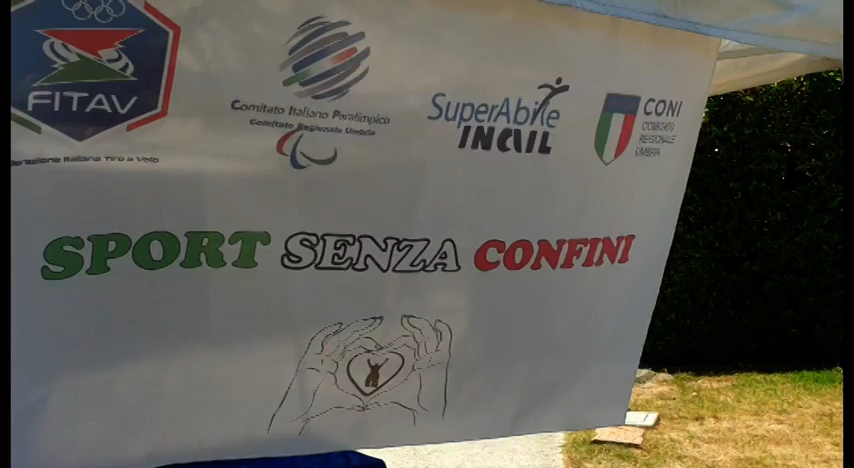 FITAV
erazione Italiana Tiro a Volo
Comitato Italiano Paralimpico
Comitato Regionale Umbria
SuperAbile
INAIL
CONI
COMITATO
REGIONALE
UMBRIA
SPORT SENZA CONFINI